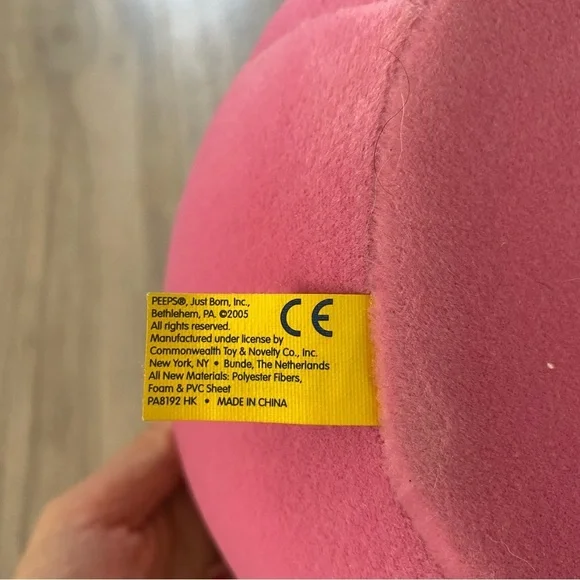 PEEPS®, Just Born, Inc.,
Bethlehem, PA. ©2005
All rights reserved.
Manufactured under license by
Commonwealth Toy & Novelty Co., Inc.
New York, NY • Bunde, The Netherlands
All New Materials: Polyester Fibers,
Foam & PVC Sheet
PA8192 HK • MADE IN CHINA
CE